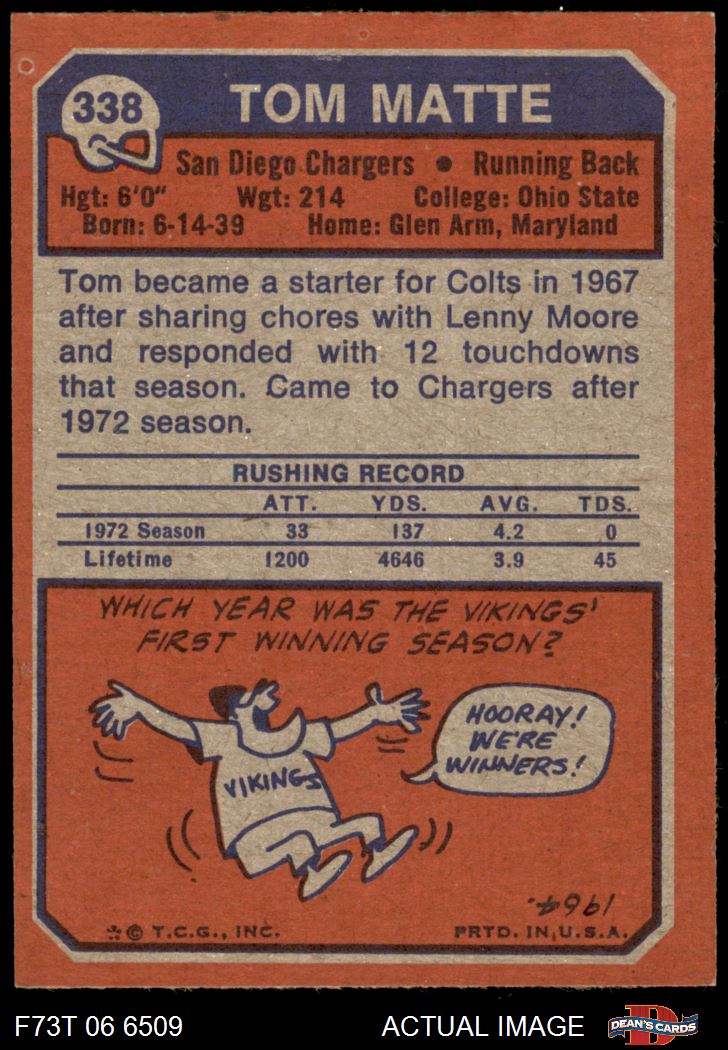 338
TOM MATTE
San Diego Chargers • Running Back
Hgt: 6'0" Wgt: 214 College: Ohio State
Born: 6-14-39 Home: Glen Arm, Maryland
Tom became a starter for Colts in 1967
after sharing chores with Lenny Moore
and responded with 12 touchdowns
that season. Came to Chargers after
1972 season.
RUSHING RECORD
ATT. YDS. AVG. TDS.
1972 Season 33 137 4.2 0
Lifetime 1200 4646 3.9 45
WHICH YEAR WAS THE VIKINGS'
FIRST WINNING SEASON?
HOORAY!
WE'RE
WINNERS!
VIKINGS
1964.
✲ © T.C.G., INC. PRTD. IN U.S.A.
F73T 06 6509 ACTUAL IMAGE
D
DEAN'S CARDS